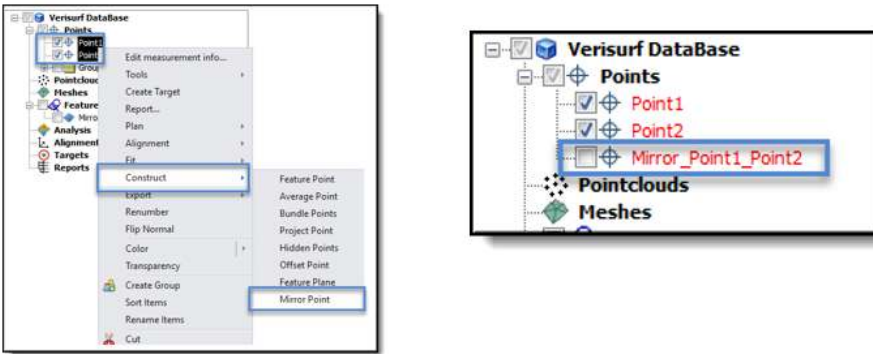 Verisurf DataBase
Points
Point1
Point
Grou
Pointclouc
Meshes
Feature
Mirro
Analysis
Alignment
Targets
Reports
Edit measurement info...
Tools
Create Target
Report...
Plan
Alignment
Fit
Construct
Export
Renumber
Flip Normal
Color
Transparency
Create Group
Sort Items
Rename Items
Cut
Feature Point
Average Point
Bundle Points
Project Point
Hidden Points
Offset Point
Feature Plane
Mirror Point
Verisurf DataBase
Points
Point1
Point2
Mirror_Point1_Point2
Pointclouds
Meshes